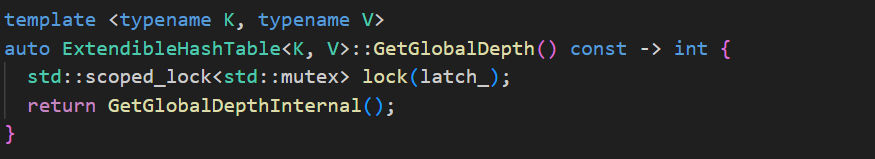 template <typename K, typename V>
auto ExtendibleHashTable<K, V>::GetGlobalDepth() const -> int {
  std::scoped_lock<std::mutex> lock(latch_);
  return GetGlobalDepthInternal();
}